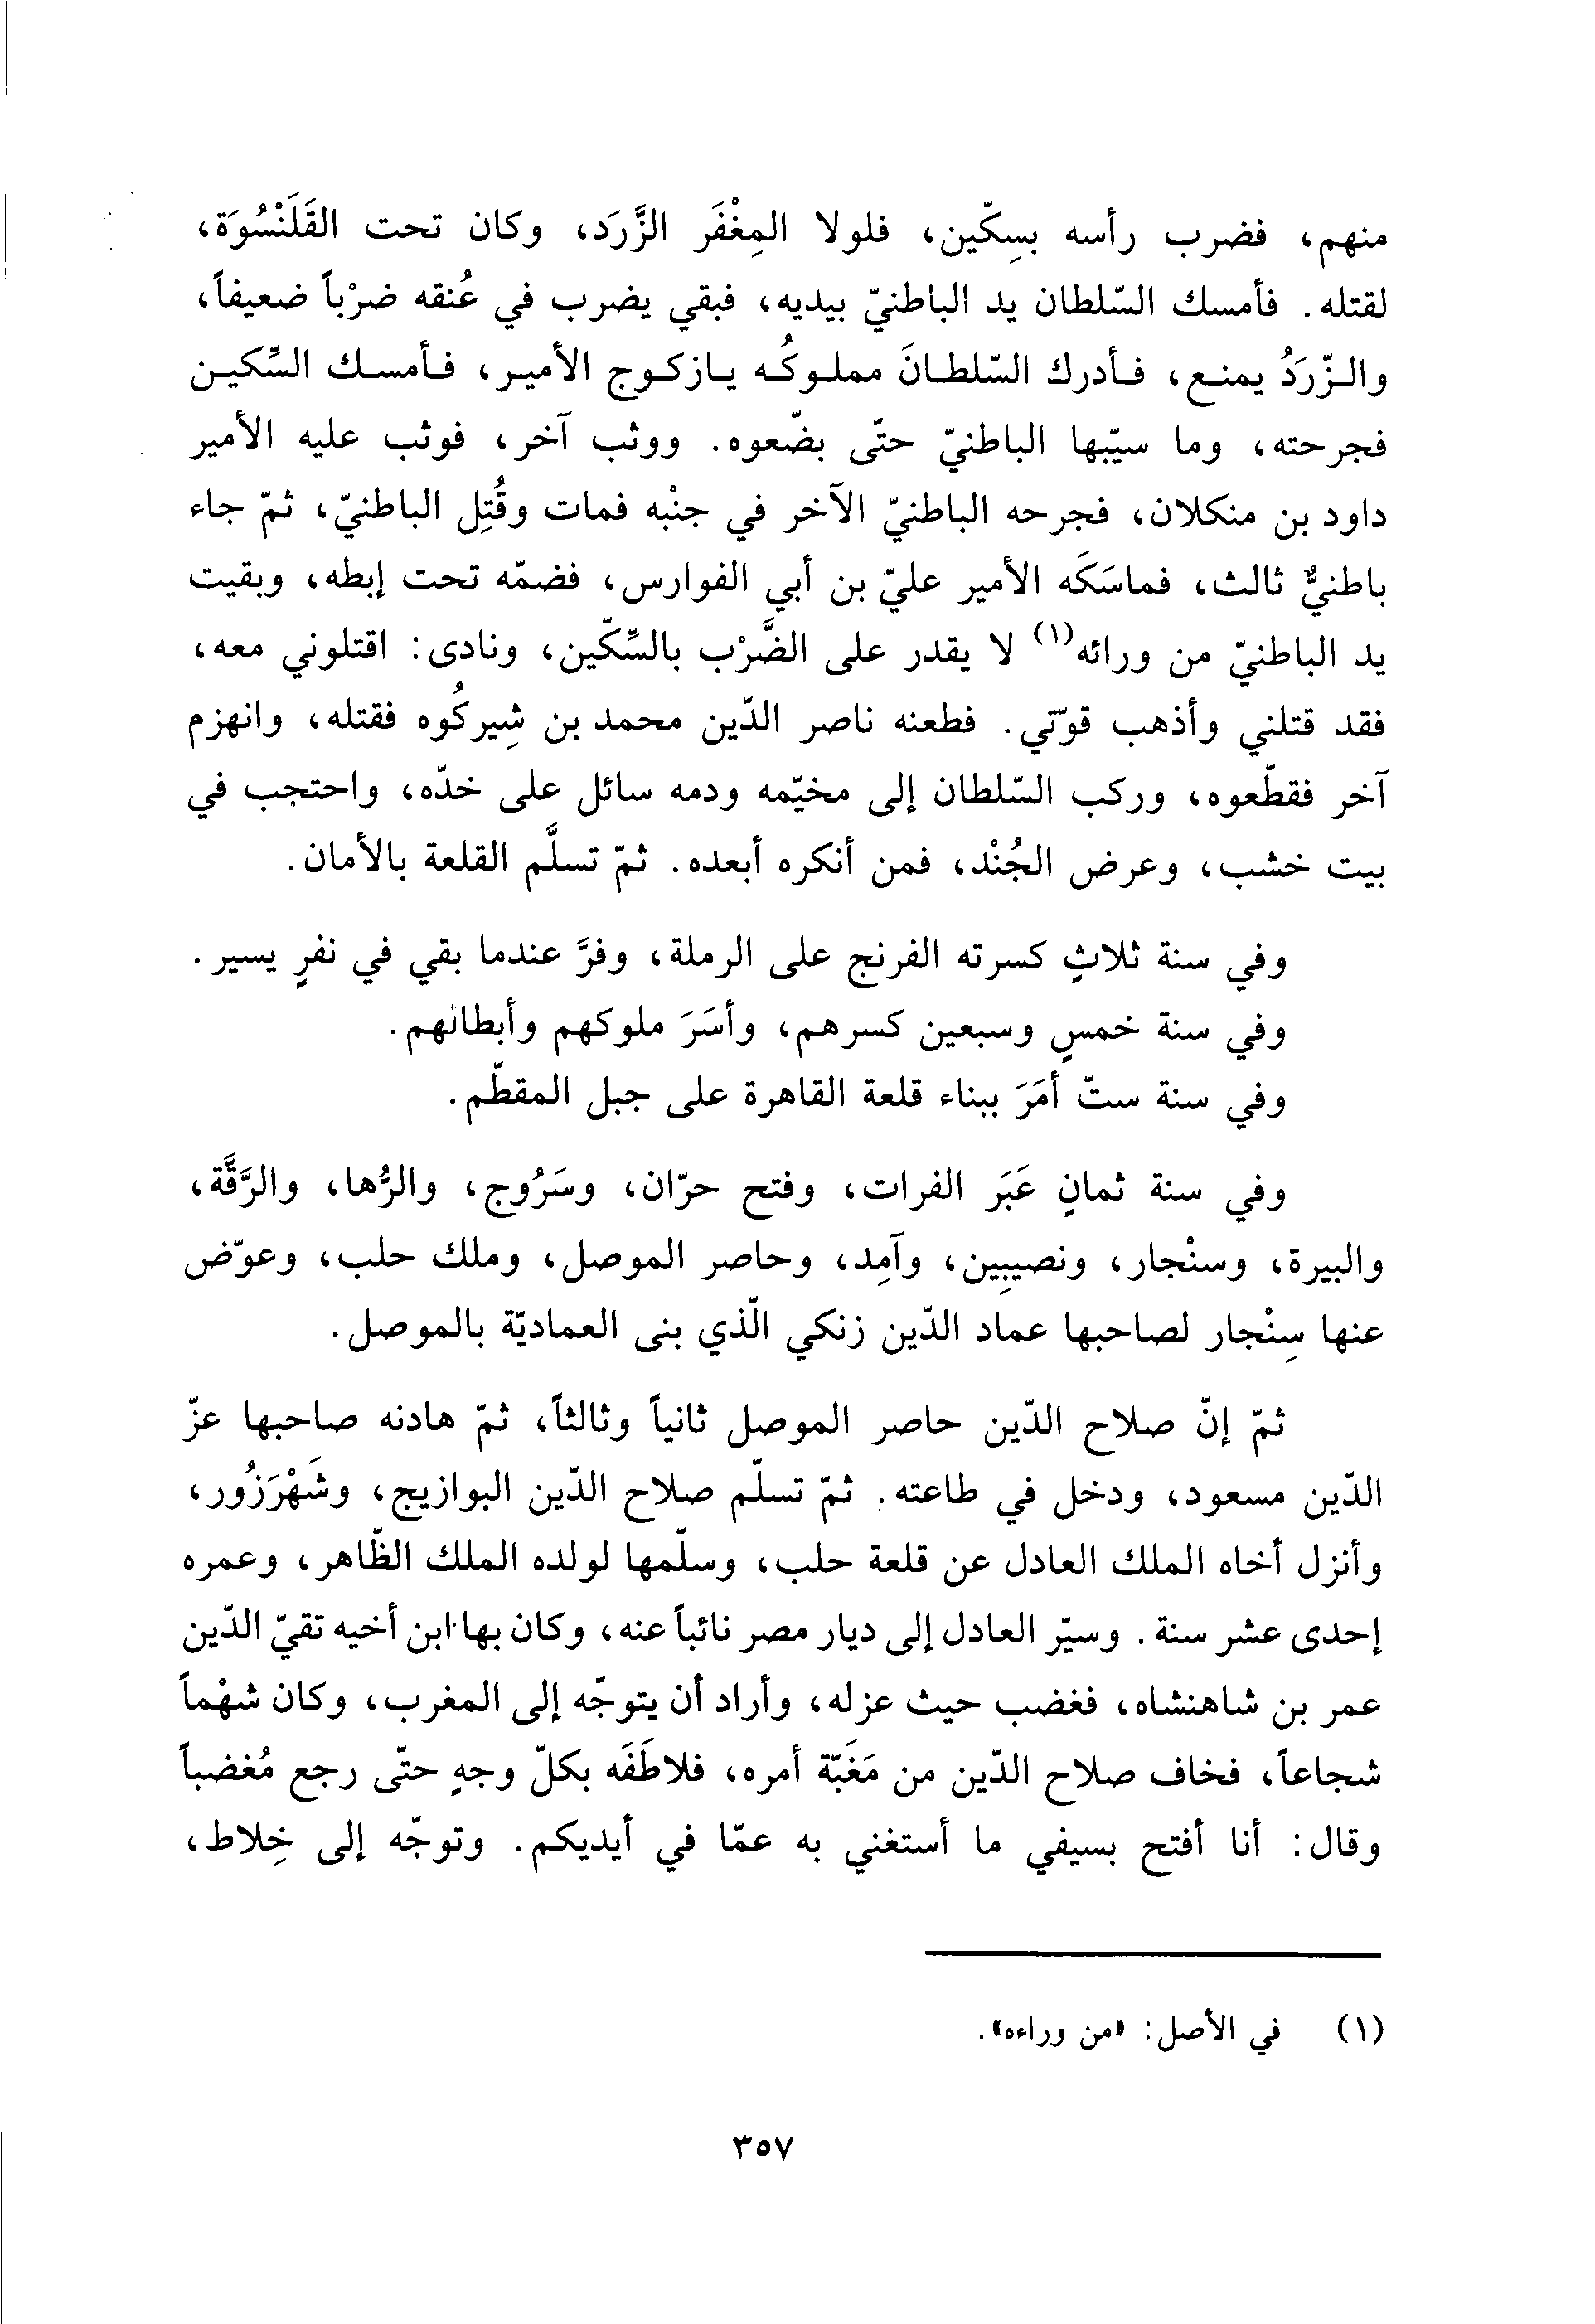 منهم، فضرب رأسه بسِكّين، فلولا المِغْفَر الزَّرَد، وكان تحت القَلَنْسُوَة،
لقتله. فأمسك السّلطان يد الباطنيّ بيديه، فبقي يضرب في عُنقه ضرْباً ضعيفاً،
والـزّرَدُ يمنـع، فـأدرك السّلطـانَ مملـوكُـه يـازكـوج الأميـر، فـأمسـك السِّكيـن
فجرحته، وما سيّبها الباطنيّ حتّى بضّعوه. ووثب آخر، فوثب عليه الأمير
داود بن منكلان، فجرحه الباطنيّ الآخر في جنْبه فمات وقُتِل الباطنيّ، ثمّ جاء
باطنيٌّ ثالث، فماسَكَه الأمير عليّ بن أبي الفوارس، فضمّه تحت إبطه، وبقيت
يد الباطنيّ من ورائه(١) لا يقدر على الضَّرْب بالسِّكّين، ونادى: اقتلوني معه،
فقد قتلني وأذهب قوّتي. فطعنه ناصر الدّين محمد بن شِيركُوه فقتله، وانهزم
آخر فقطّعوه، وركب السّلطان إلى مخيّمه ودمه سائل على خدّه، واحتجب في
بيت خشب، وعرض الجُنْد، فمن أنكره أبعده. ثمّ تسلَّم القلعة بالأمان.
وفي سنة ثلاثٍ كسرته الفرنج على الرملة، وفرَّ عندما بقي في نفرٍ يسير.
وفي سنة خمسٍ وسبعين كسرهم، وأسَرَ ملوكهم وأبطانهم.
وفي سنة ستّ أمَرَ ببناء قلعة القاهرة على جبل المقطّم.
وفي سنة ثمانٍ عَبَر الفرات، وفتح حرّان، وسَرُوج، والرُّها، والرَّقَّة،
والبيرة، وسنْجار، ونصيبِين، وآمِد، وحاصر الموصل، وملك حلب، وعوّض
عنها سِنْجار لصاحبها عماد الدّين زنكي الّذي بنى العماديّة بالموصل.
ثمّ إنّ صلاح الدّين حاصر الموصل ثانياً وثالثاً، ثمّ هادنه صاحبها عزّ
الدّين مسعود، ودخل في طاعته. ثمّ تسلّم صلاح الدّين البوازيج، وشَهْرَزُور،
وأنزل أخاه الملك العادل عن قلعة حلب، وسلّمها لولده الملك الظّاهر، وعمره
إحدى عشر سنة. وسيّر العادل إلى ديار مصر نائباً عنه، وكان بها ابن أخيه تقيّ الدّين
عمر بن شاهنشاه، فغضب حيث عزله، وأراد أن يتوجّه إلى المغرب، وكان شهْماً
شجاعاً، فخاف صلاح الدّين من مَغَبّة أمره، فلاطَفَه بكلّ وجهٍ حتّى رجع مُغضباً
وقال: أنا أفتح بسيفي ما أستغني به عمّا في أيديكم. وتوجّه إلى خِلاط،
(١) في الأصل: «من وراءه».
٣٥٧